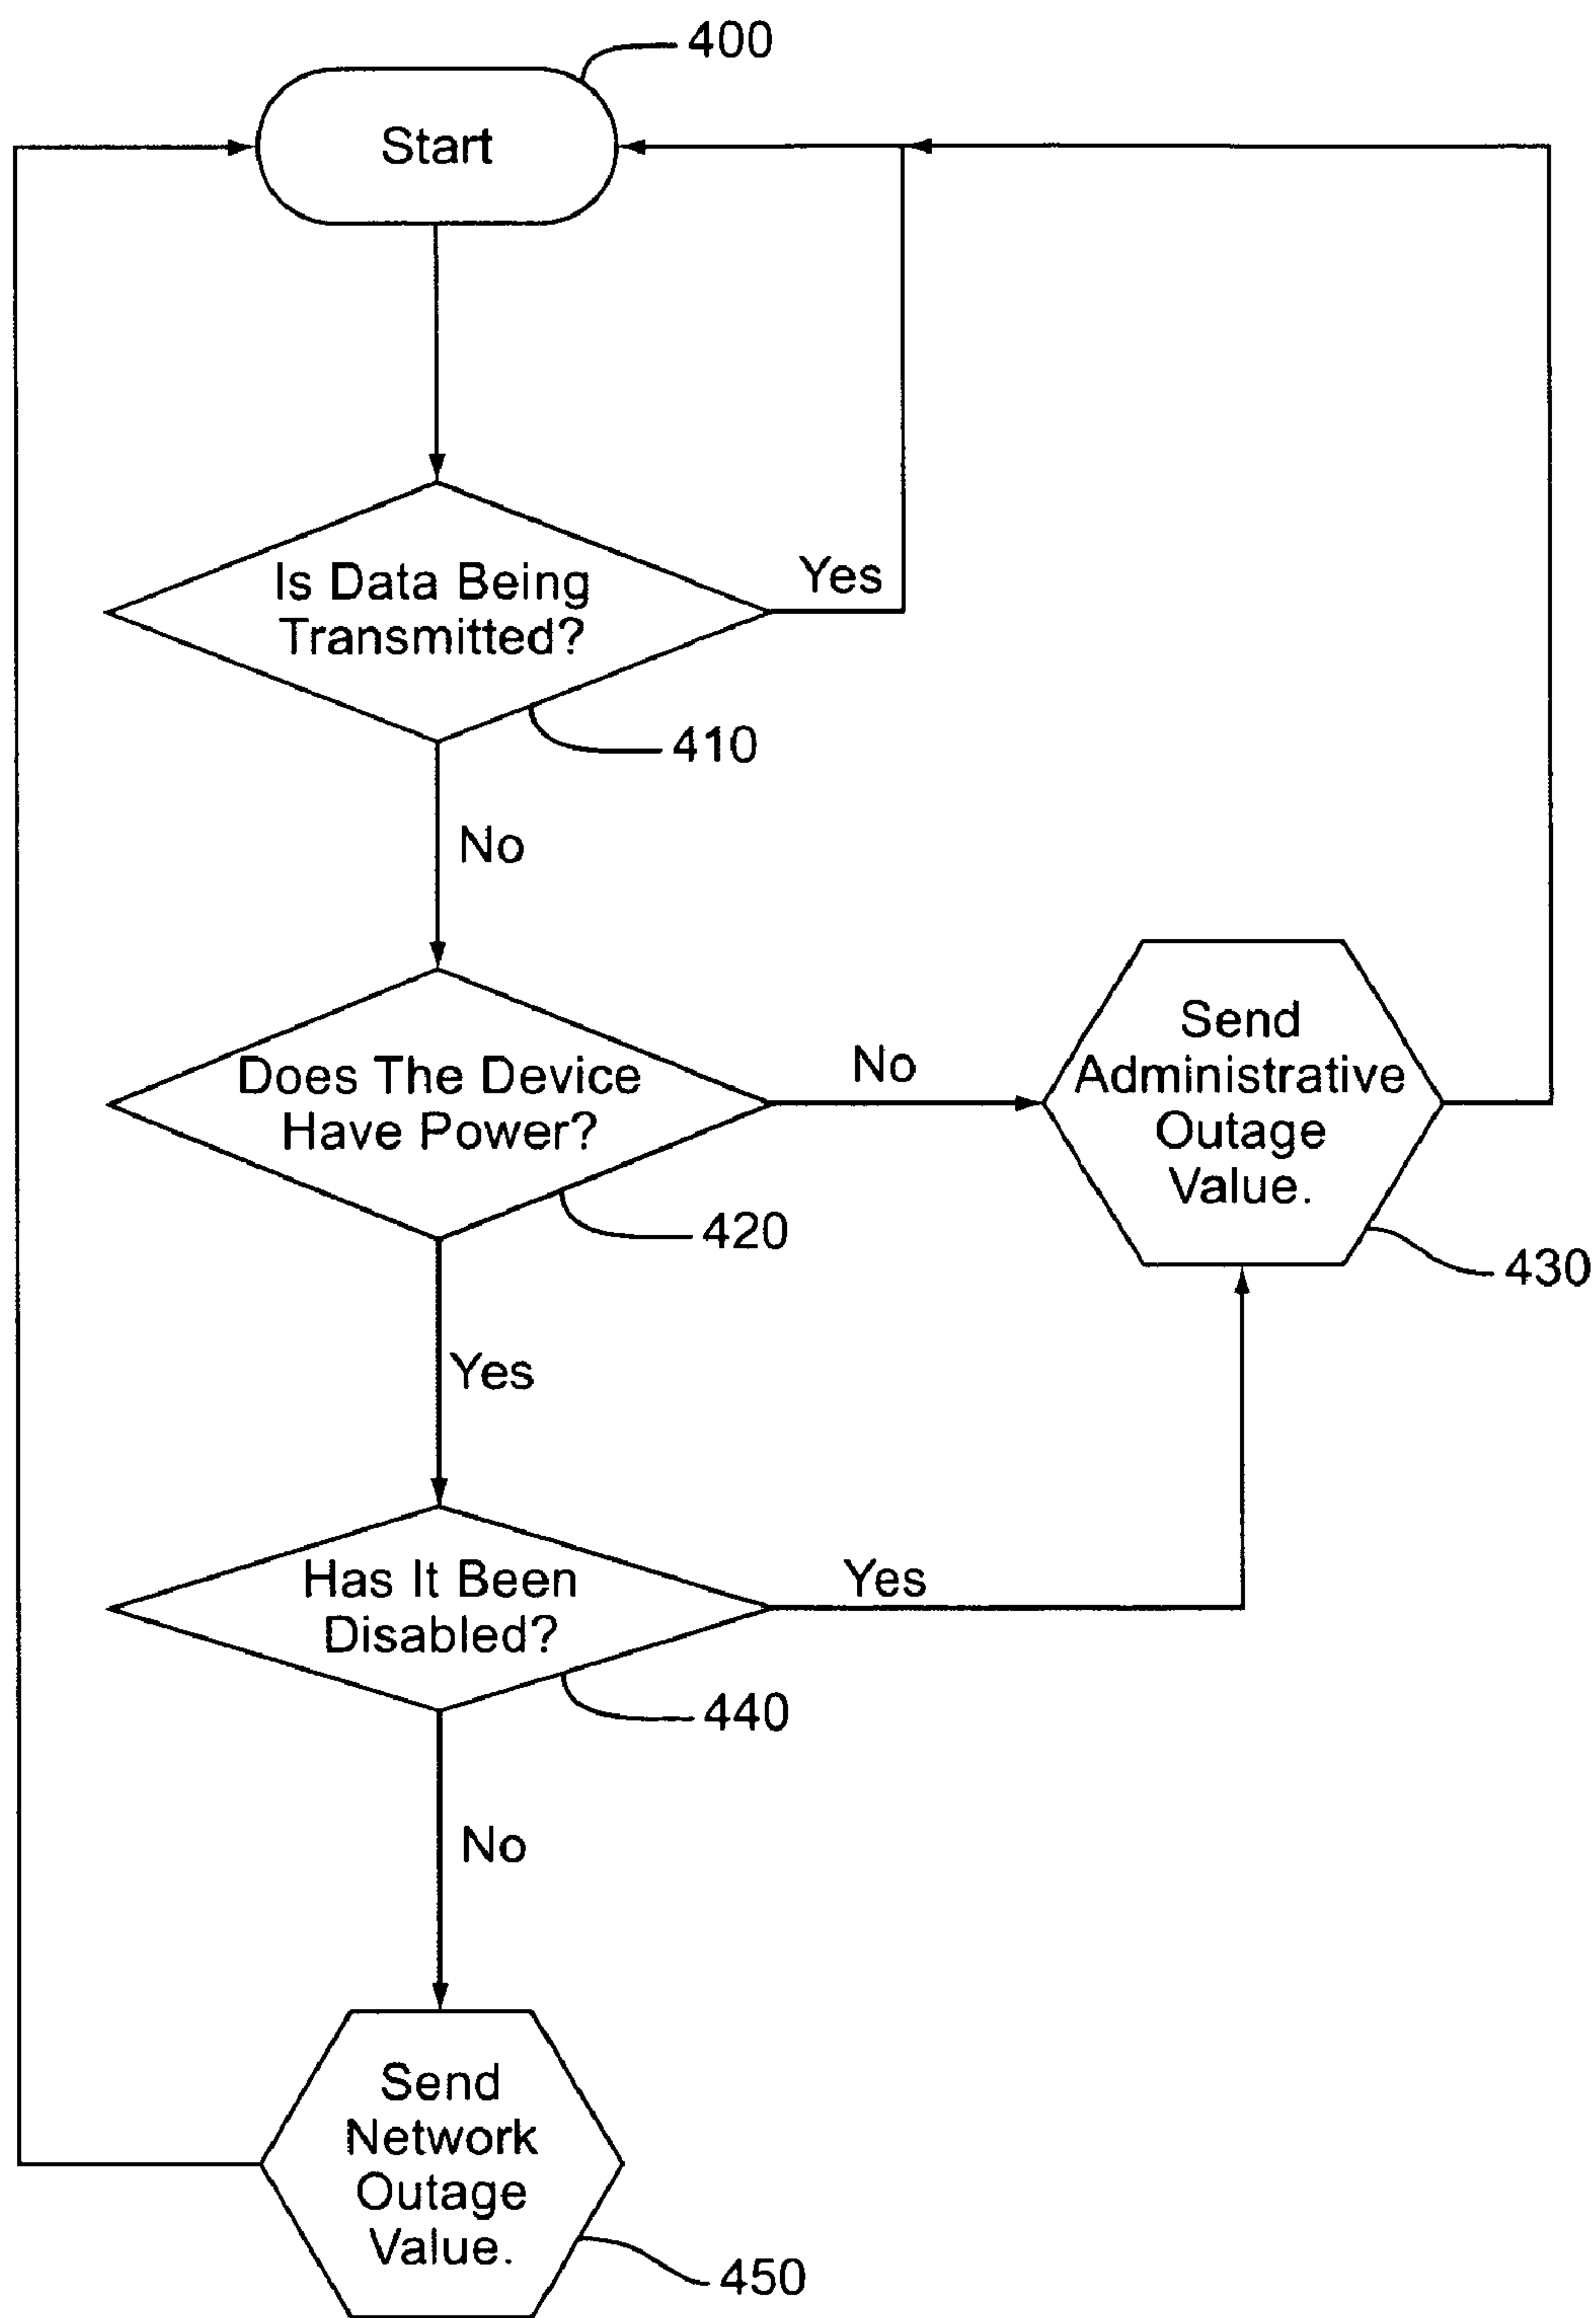 400
Start
Is Data Being
Transmitted?
Yes
410
No
Does The Device
Have Power?
No
420
Send
Administrative
Outage
Value.
430
Yes
Has It Been
Disabled?
Yes
440
No
Send
Network
Outage
Value.
450